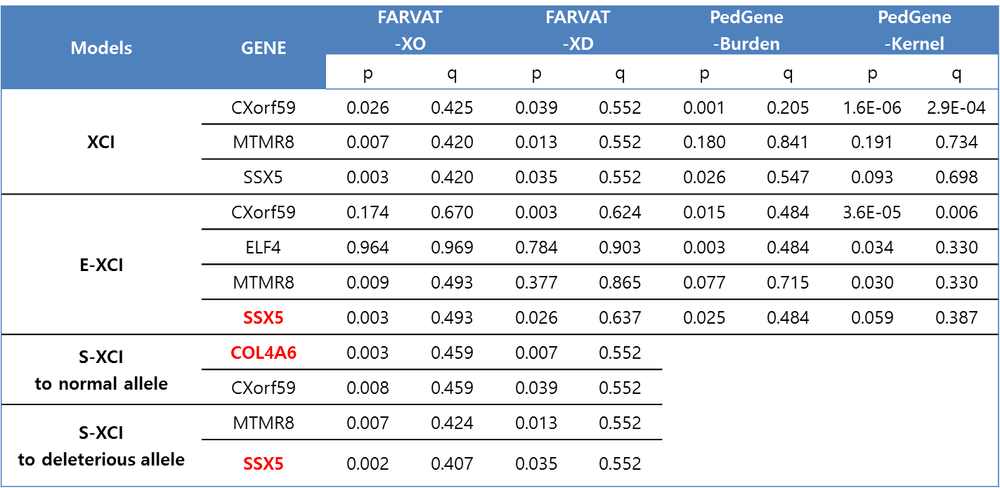 Models GENE FARVAT -XO FARVAT -XD PedGene -Burden PedGene -Kernel
p q p q p q p q
XCI
CXorf59 0.026 0.425 0.039 0.552 0.001 0.205 1.6E-06 2.9E-04
MTMR8 0.007 0.420 0.013 0.552 0.180 0.841 0.191 0.734
SSX5 0.003 0.420 0.035 0.552 0.026 0.547 0.093 0.698
E-XCI
CXorf59 0.174 0.670 0.003 0.624 0.015 0.484 3.6E-05 0.006
ELF4 0.964 0.969 0.784 0.903 0.003 0.484 0.034 0.330
MTMR8 0.009 0.493 0.377 0.865 0.077 0.715 0.030 0.330
SSX5 0.003 0.493 0.026 0.637 0.025 0.484 0.059 0.387
S-XCI
to normal allele
COL4A6 0.003 0.459 0.007 0.552
CXorf59 0.008 0.459 0.039 0.552
S-XCI
to deleterious allele
MTMR8 0.007 0.424 0.013 0.552
SSX5 0.002 0.407 0.035 0.552